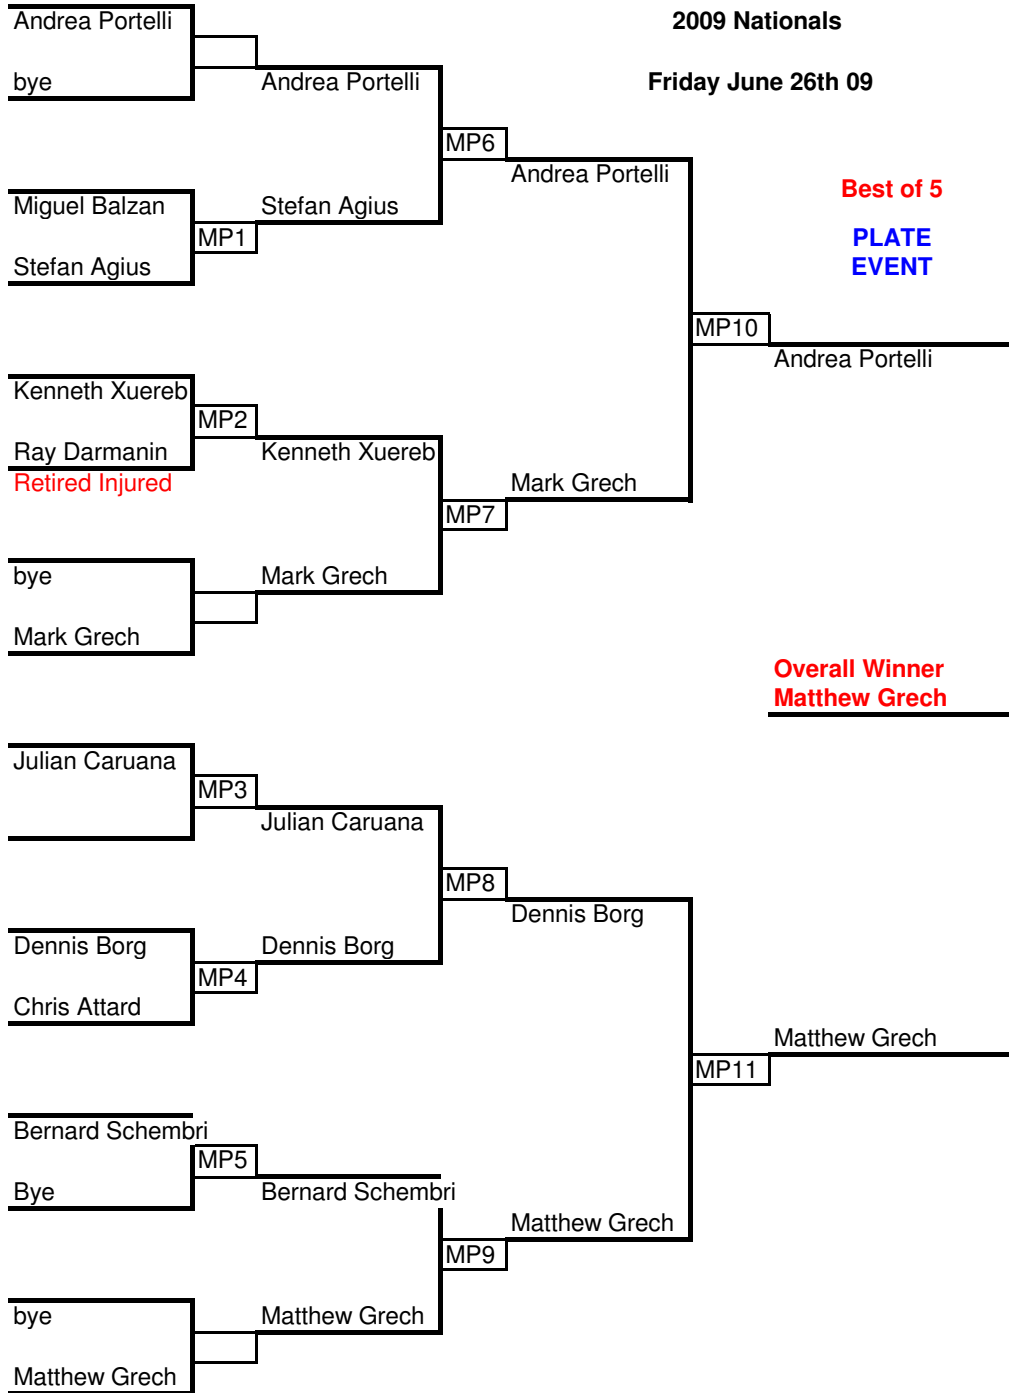 Andrea Portelli
2009 Nationals
bye
Andrea Portelli
Friday June 26th 09
MP6
Andrea Portelli
Best of 5
Miguel Balzan
Stefan Agius
MP1
PLATE
EVENT
Stefan Agius
MP10
Andrea Portelli
Kenneth Xuereb
MP2
Ray Darmanin
Kenneth Xuereb
Retired Injured
Mark Grech
MP7
bye
Mark Grech
Mark Grech
Overall Winner
Matthew Grech
Julian Caruana
MP3
Julian Caruana
MP8
Dennis Borg
Dennis Borg
Dennis Borg
MP4
Chris Attard
Matthew Grech
MP11
Bernard Schembri
MP5
Bye
Bernard Schembri
Matthew Grech
MP9
bye
Matthew Grech
Matthew Grech